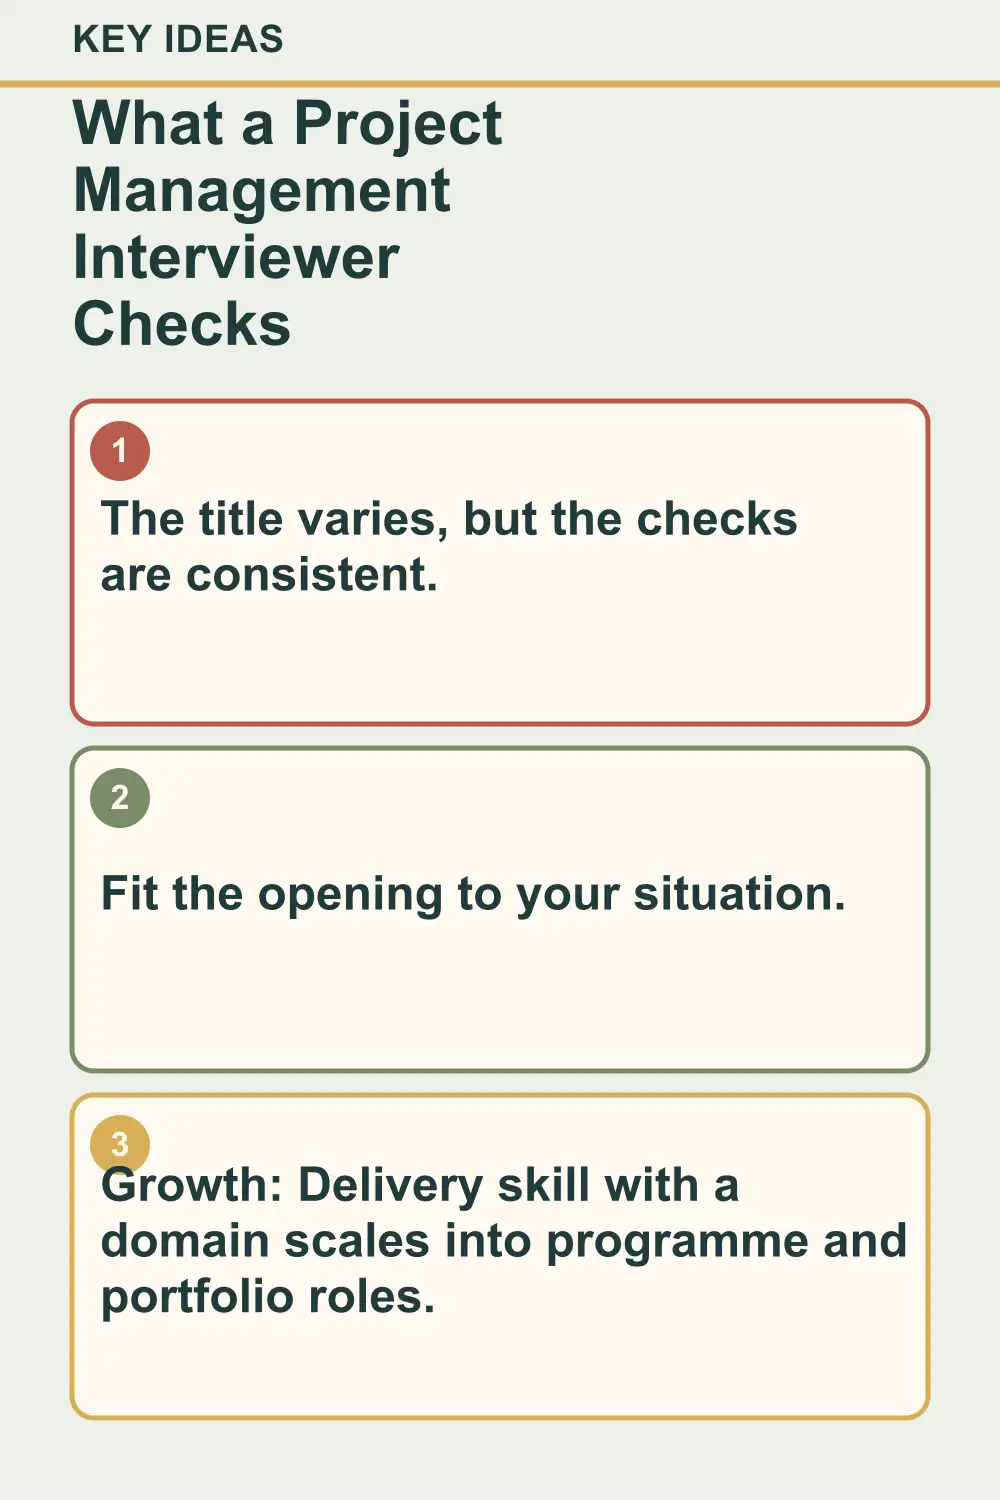 KEY IDEAS
What a Project
Management
Interviewer
Checks
1
The title varies, but the checks
are consistent.
2
Fit the opening to your situation.
3
Growth: Delivery skill with a
domain scales into programme and
portfolio roles.